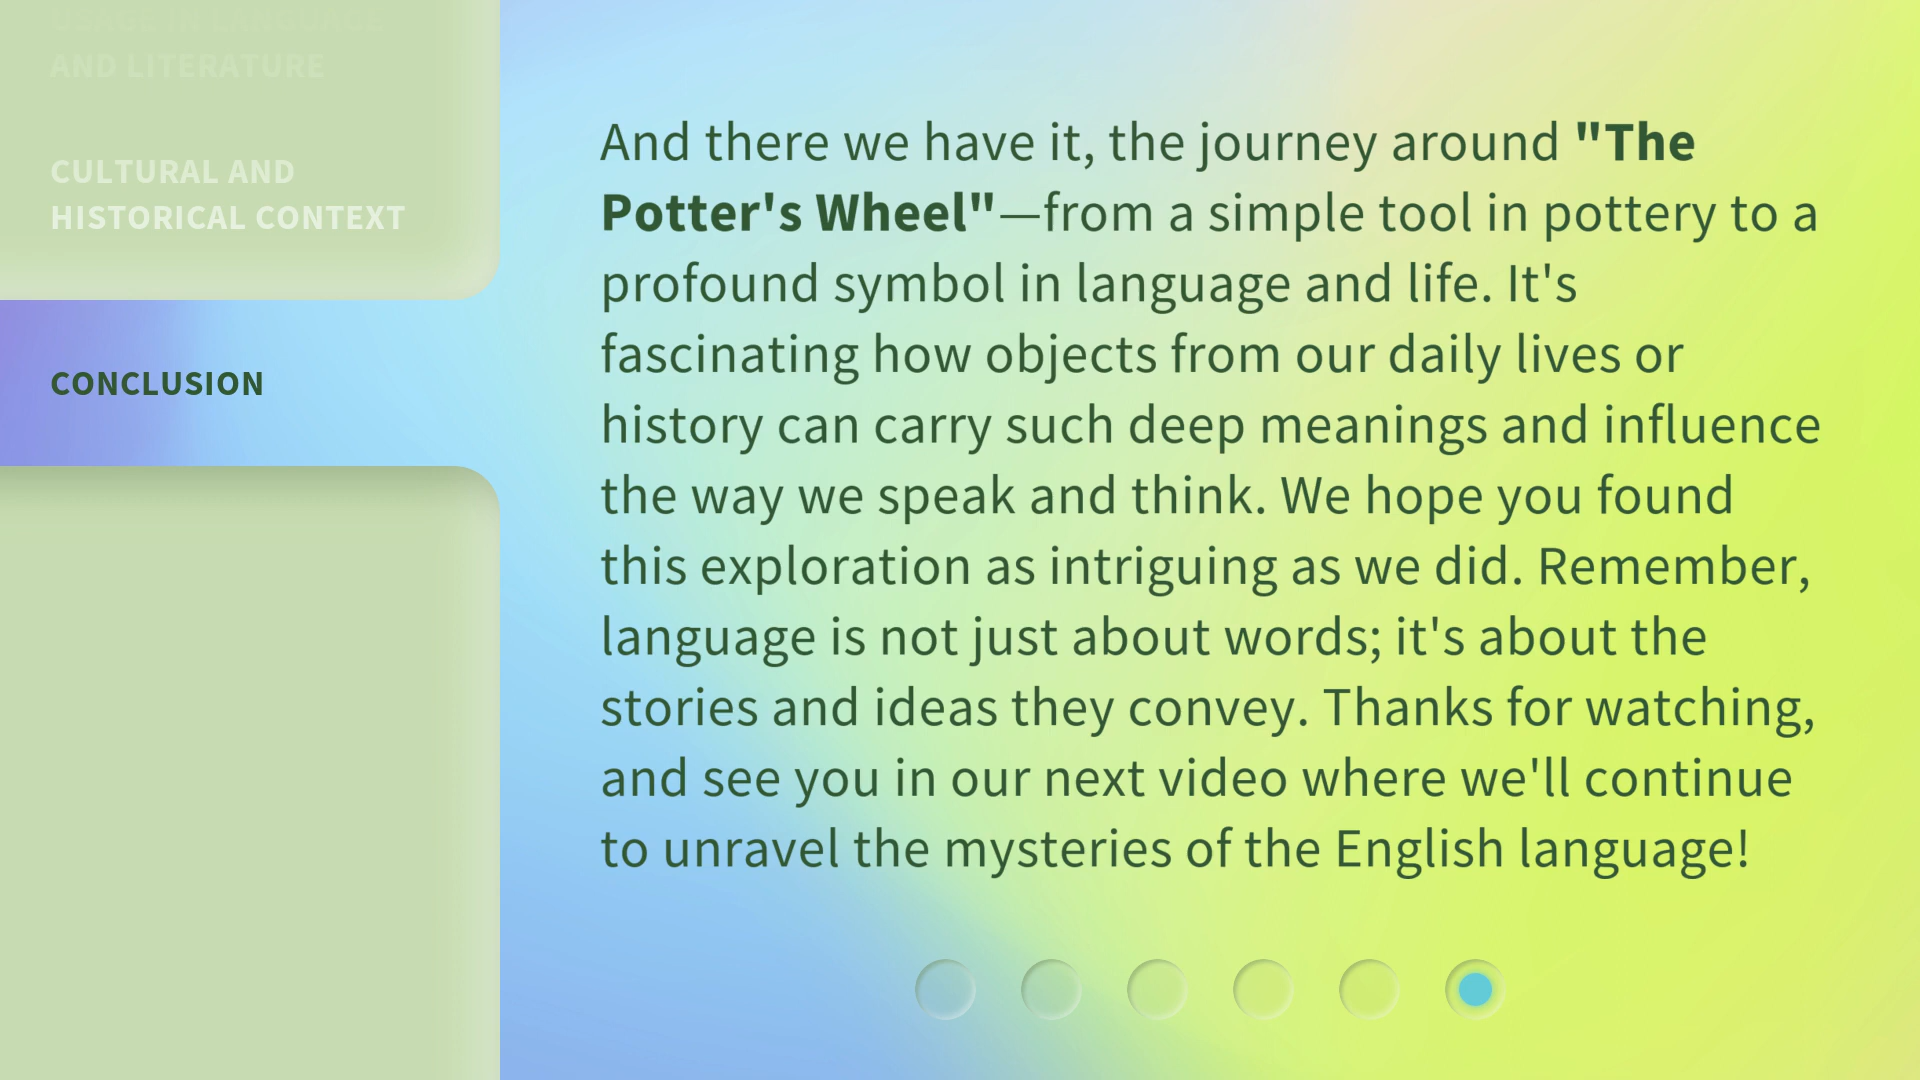 USAGE IN LANGUAGE
AND LITERATURE
CULTURAL AND
HISTORICAL CONTEXT
CONCLUSION
And there we have it, the journey around "The
Potter's Wheel"—from a simple tool in pottery to a
profound symbol in language and life. It's
fascinating how objects from our daily lives or
history can carry such deep meanings and influence
the way we speak and think. We hope you found
this exploration as intriguing as we did. Remember,
language is not just about words; it's about the
stories and ideas they convey. Thanks for watching,
and see you in our next video where we'll continue
to unravel the mysteries of the English language!